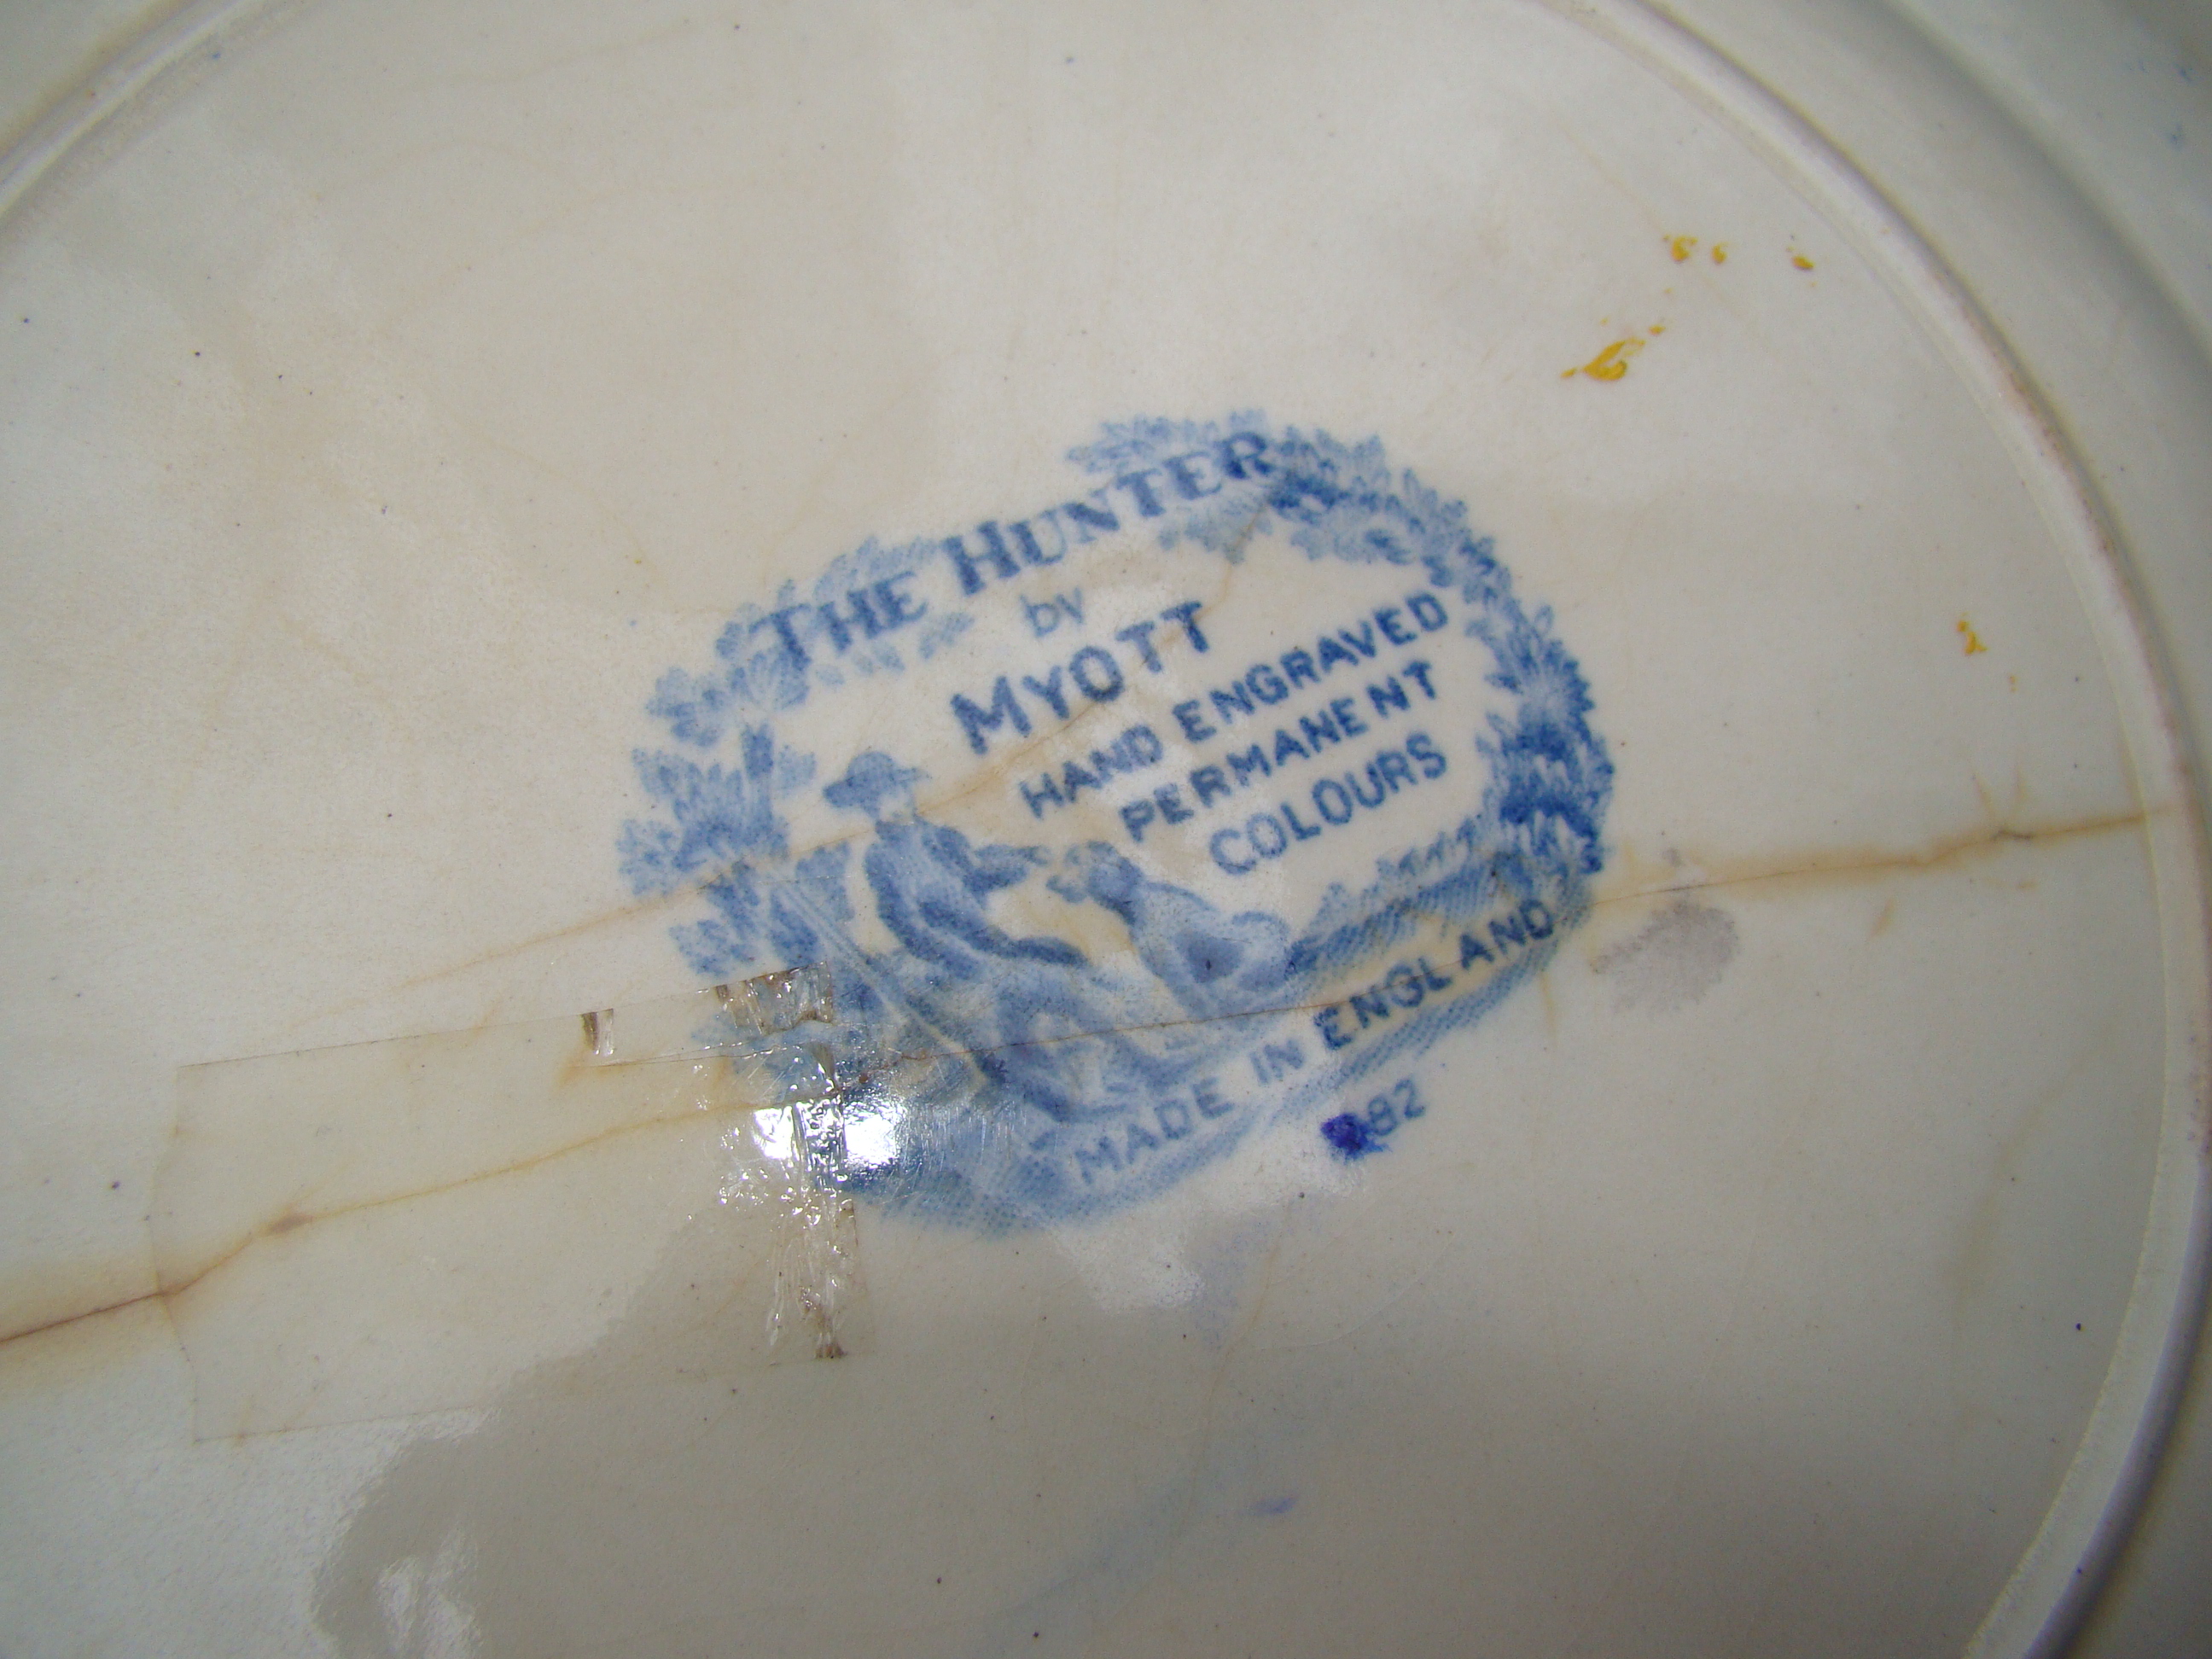 THE HUNTER
by
MYOTT
HAND ENGRAVED
PERMANENT
COLOURS
MADE IN ENGLAND